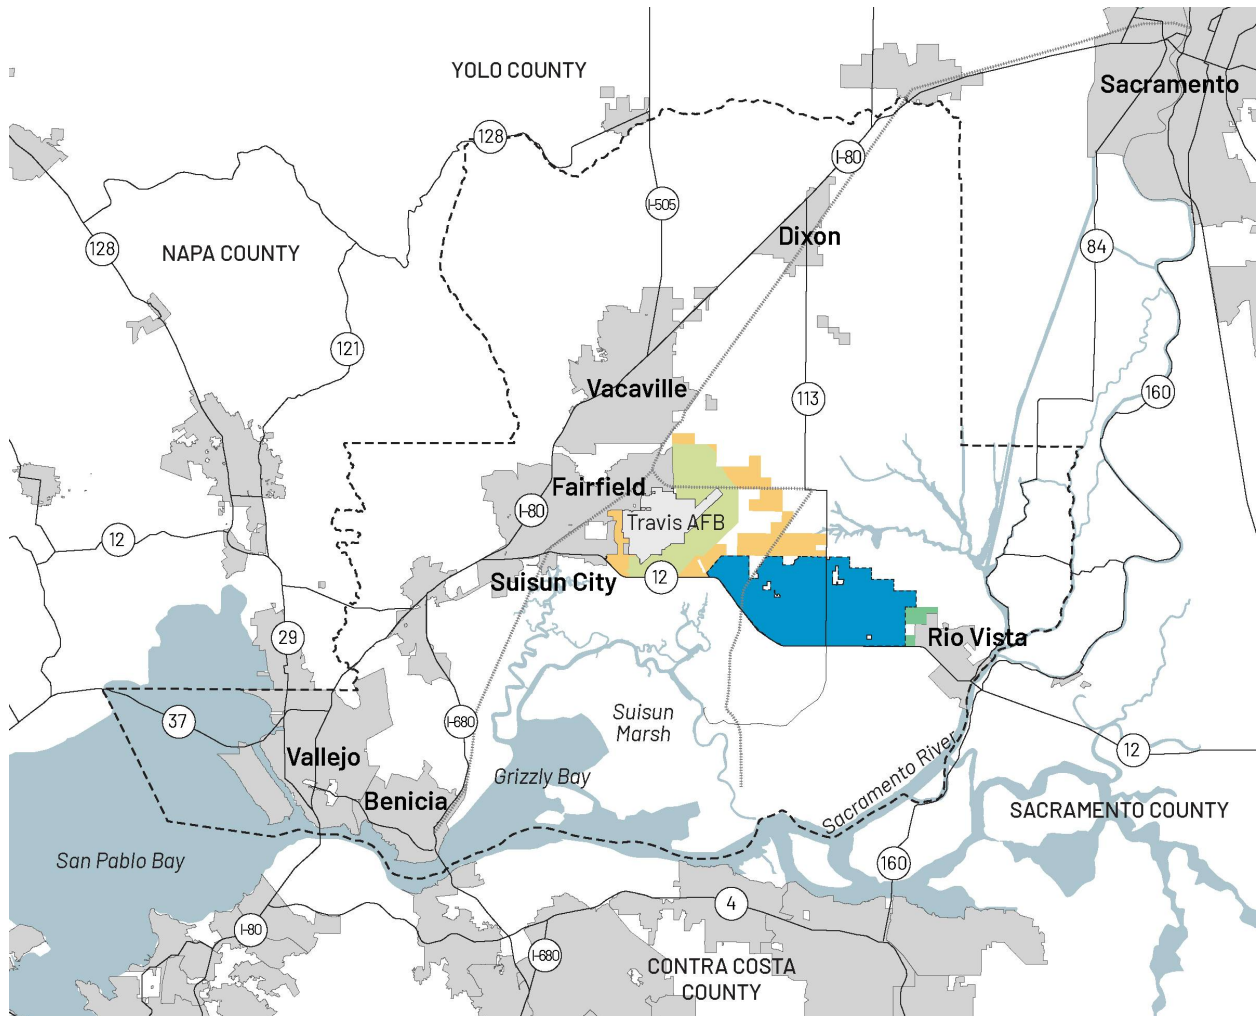 YOLO COUNTY
Sacramento
128
I-80
I-505
Dixon
84
128
NAPA COUNTY
121
Vacaville
160
113
Fairfield
I-80
Travis AFB
12
Suisun City
12
29
Rio Vista
37
I-680
Suisun
Marsh
Vallejo
Grizzly Bay
12
Benicia
Sacramento River
SACRAMENTO COUNTY
San Pablo Bay
160
4
I-80
I-680
CONTRA COSTA
COUNTY